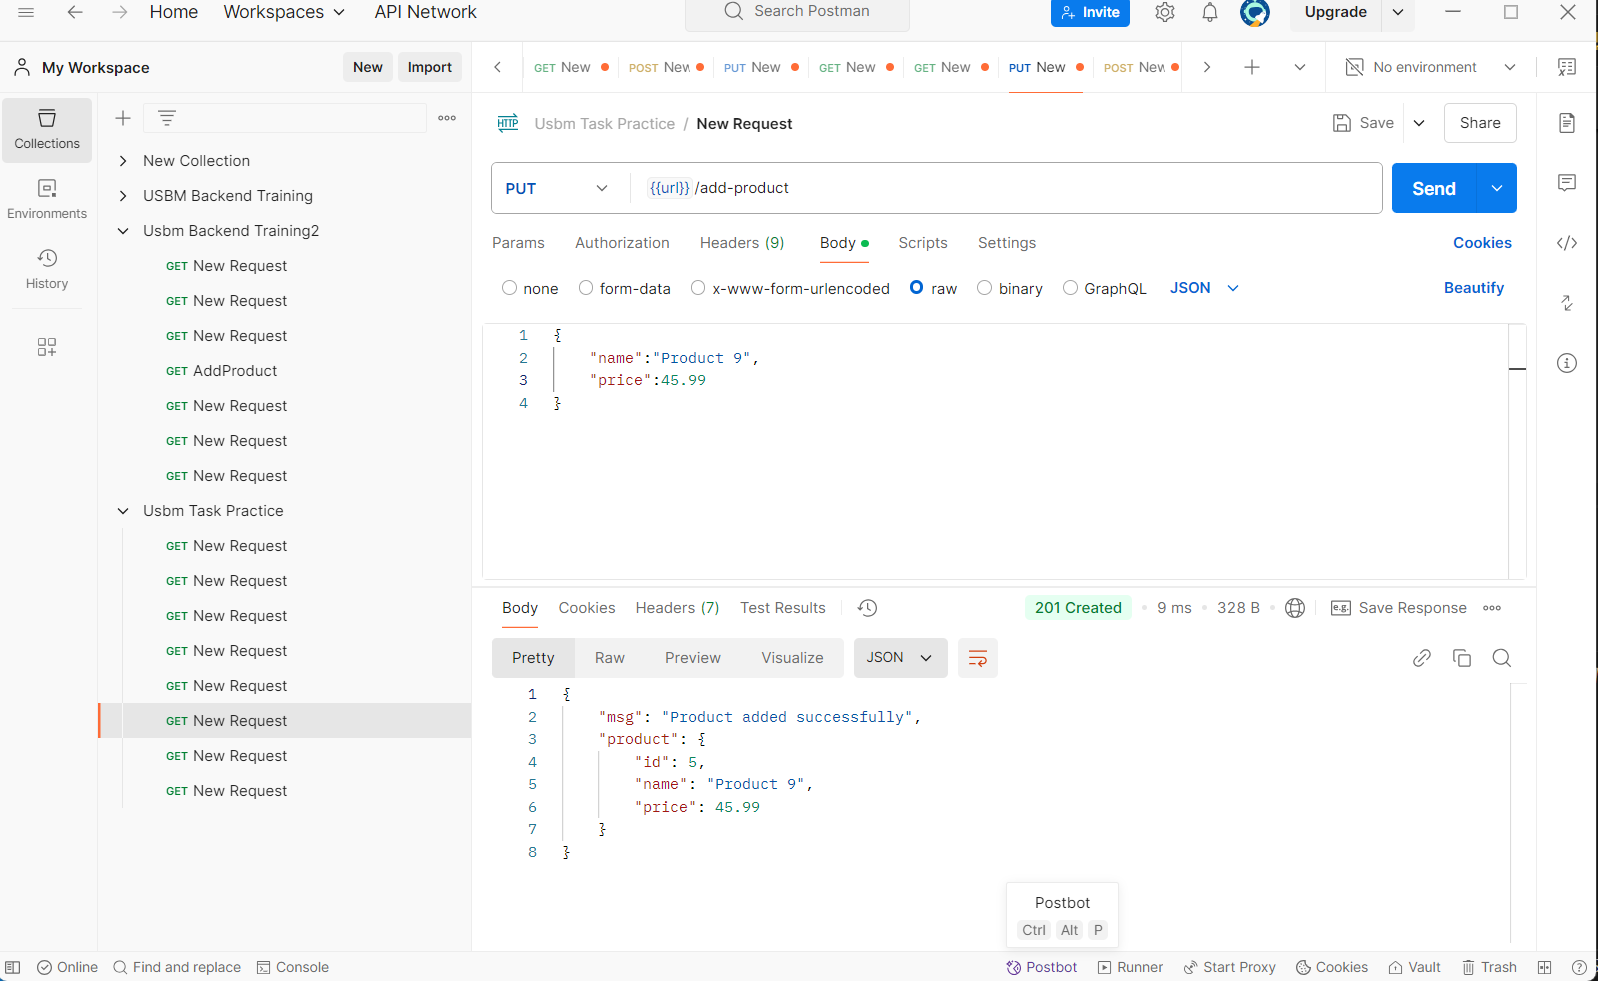 Home Workspaces API Network Search Postman Invite Upgrade
My Workspace New Import GET New POST New PUT New GET New GET New PUT New POST New No environment
Collections
Environments
History
New Collection
USBM Backend Training
Usbm Backend Training2
GET New Request
GET New Request
GET New Request
GET AddProduct
GET New Request
GET New Request
GET New Request
Usbm Task Practice
GET New Request
GET New Request
GET New Request
GET New Request
GET New Request
GET New Request
GET New Request
GET New Request
HTTP Usbm Task Practice / New Request Save Share
PUT {{url}} /add-product Send
Params Authorization Headers (9) Body Scripts Settings Cookies
none form-data x-www-form-urlencoded raw binary GraphQL JSON Beautify
1 {
2 "name":"Product 9",
3 "price":45.99
4 }
Body Cookies Headers (7) Test Results 201 Created 9 ms 328 B e.g. Save Response
Pretty Raw Preview Visualize JSON
1 {
2 "msg": "Product added successfully",
3 "product": {
4 "id": 5,
5 "name": "Product 9",
6 "price": 45.99
7 }
8 }
Postbot
Ctrl Alt P
Online Find and replace Console Postbot Runner Start Proxy Cookies Vault Trash